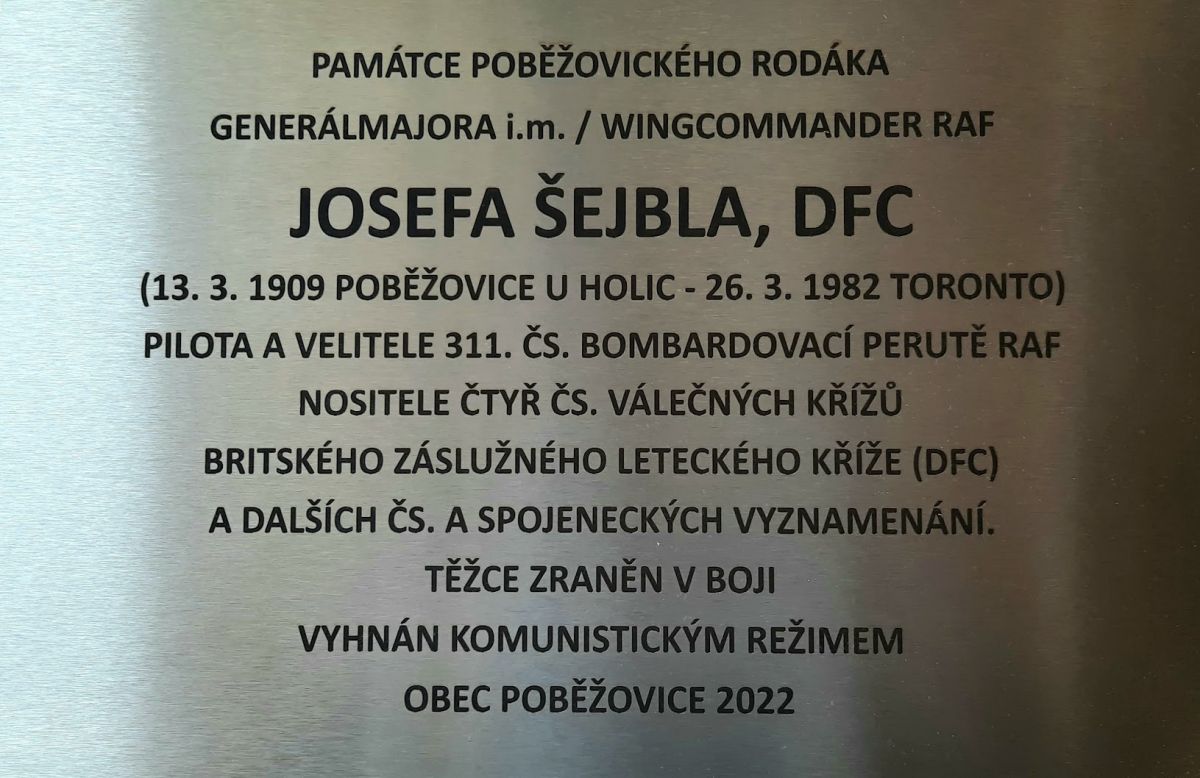 PAMÁTCE POBĚŽOVICKÉHO RODÁKA
GENERÁLMAJORA i.m. / WINGCOMMANDER RAF
JOSEFA ŠEJBLA, DFC
(13. 3. 1909 POBĚŽOVICE U HOLIC - 26. 3. 1982 TORONTO)
PILOTA A VELITELE 311. ČS. BOMBARDOVACÍ PERUTĚ RAF
NOSITELE ČTYŘ ČS. VÁLEČNÝCH KŘÍŽŮ
BRITSKÉHO ZÁSLUŽNÉHO LETECKÉHO KŘÍŽE (DFC)
A DALŠÍCH ČS. A SPOJENECKÝCH VYZNAMENÁNÍ.
TĚŽCE ZRANĚN V BOJI
VYHNÁN KOMUNISTICKÝM REŽIMEM
OBEC POBĚŽOVICE 2022